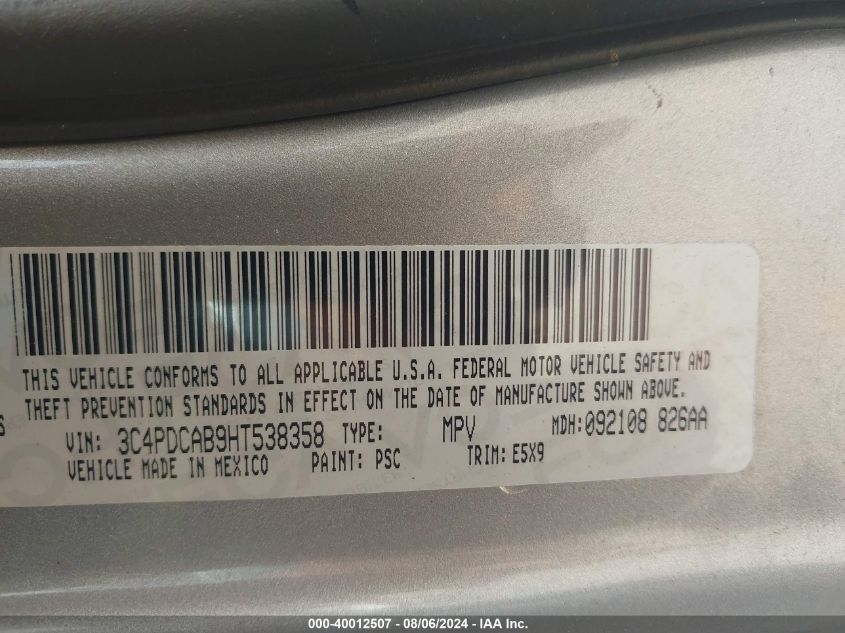 THIS VEHICLE CONFORMS TO ALL APPLICABLE U.S.A. FEDERAL MOTOR VEHICLE SAFETY AND
THEFT PREVENTION STANDARDS IN EFFECT ON THE DATE OF MANUFACTURE SHOWN ABOVE.
VIN: 3C4PDCAB9HT538358 TYPE: MPV MDH:092108 826AA
VEHICLE MADE IN MEXICO PAINT: PSC TRIM: E5X9
000-40012507 - 08/06/2024 - IAA Inc.